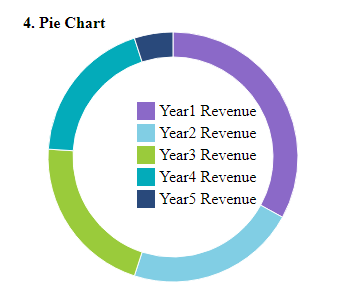 4. Pie Chart
Year1 Revenue
Year2 Revenue
Year3 Revenue
Year4 Revenue
Year5 Revenue